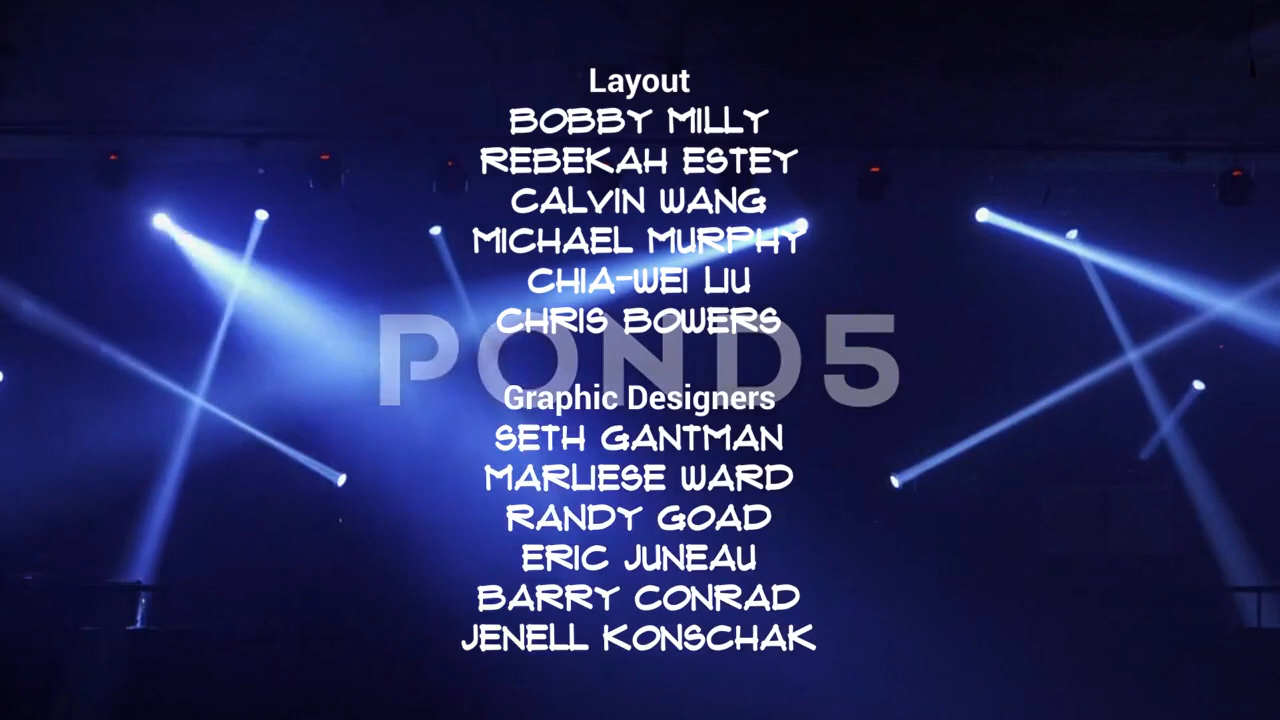 Layout
BOBBY MILLY
REBEKAH ESTEY
CALVIN WANG
MICHAEL MURPHY
CHIA-WEI LIU
CHRIS BOWERS
POND5
Graphic Designers
SETH GANTMAN
MARLIESE WARD
RANDY GOAD
ERIC JUNEAU
BARRY CONRAD
JENELL KONSCHAK